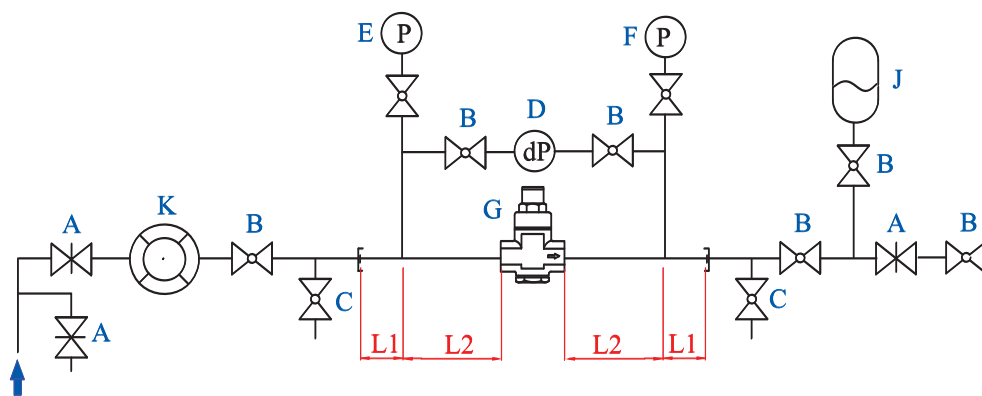 E P
F P
J
B D B
dP
B
K G
A B B A B
C C
A
L1 L2 L2 L1